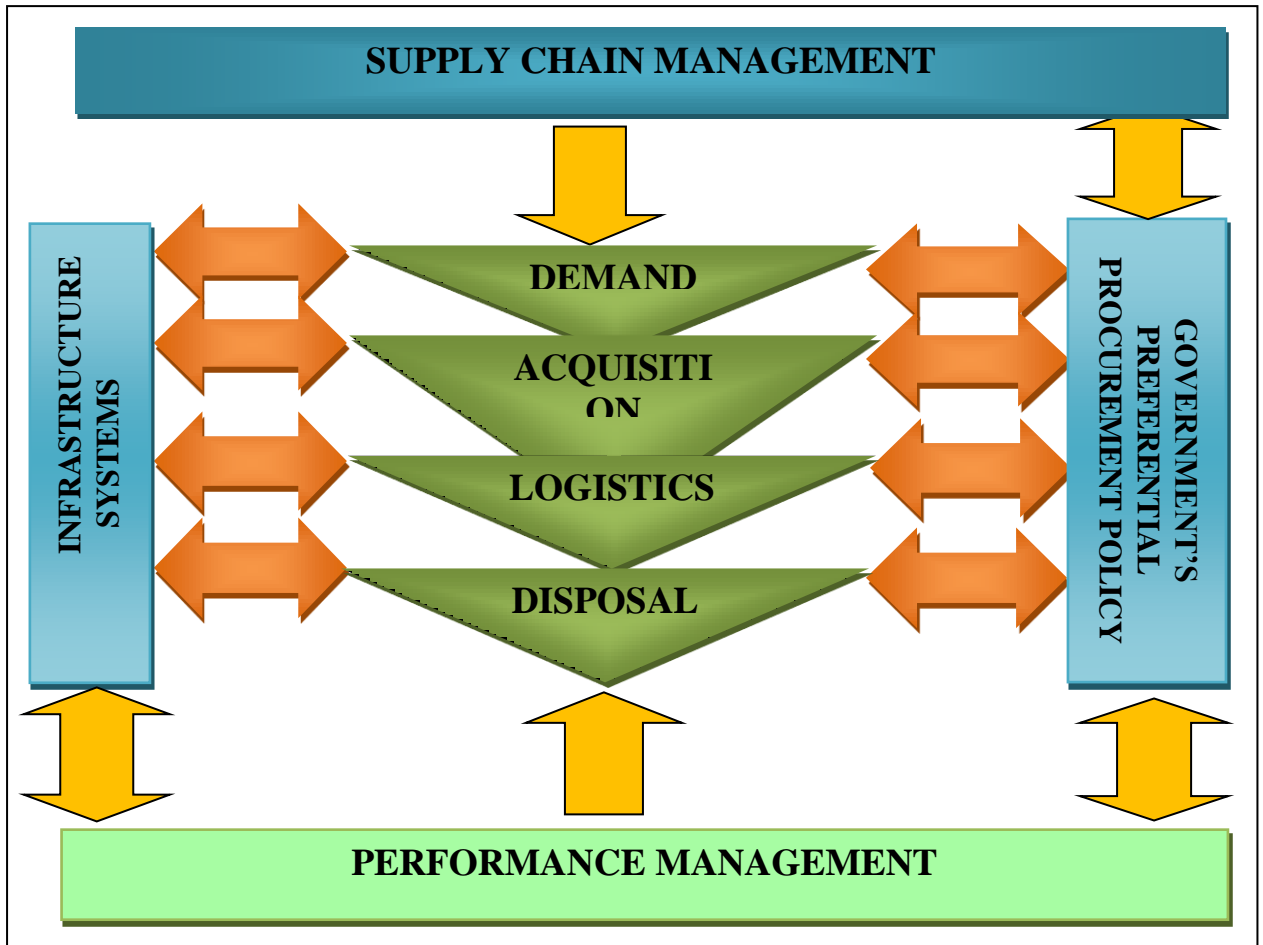 SUPPLY CHAIN MANAGEMENT
INFRASTRUCTURE
SYSTEMS
DEMAND
ACQUISITI
ON
LOGISTICS
DISPOSAL
GOVERNMENT’S
PREFERENTIAL
PROCUREMENT POLICY
PERFORMANCE MANAGEMENT